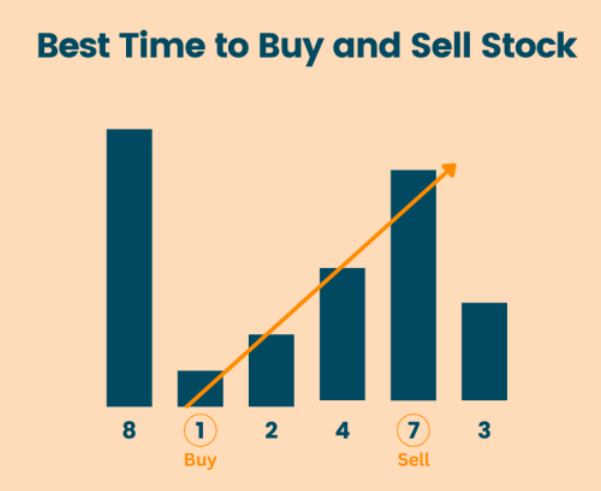 Best Time to Buy and Sell Stock
8 1 2 4 7 3
Buy Sell